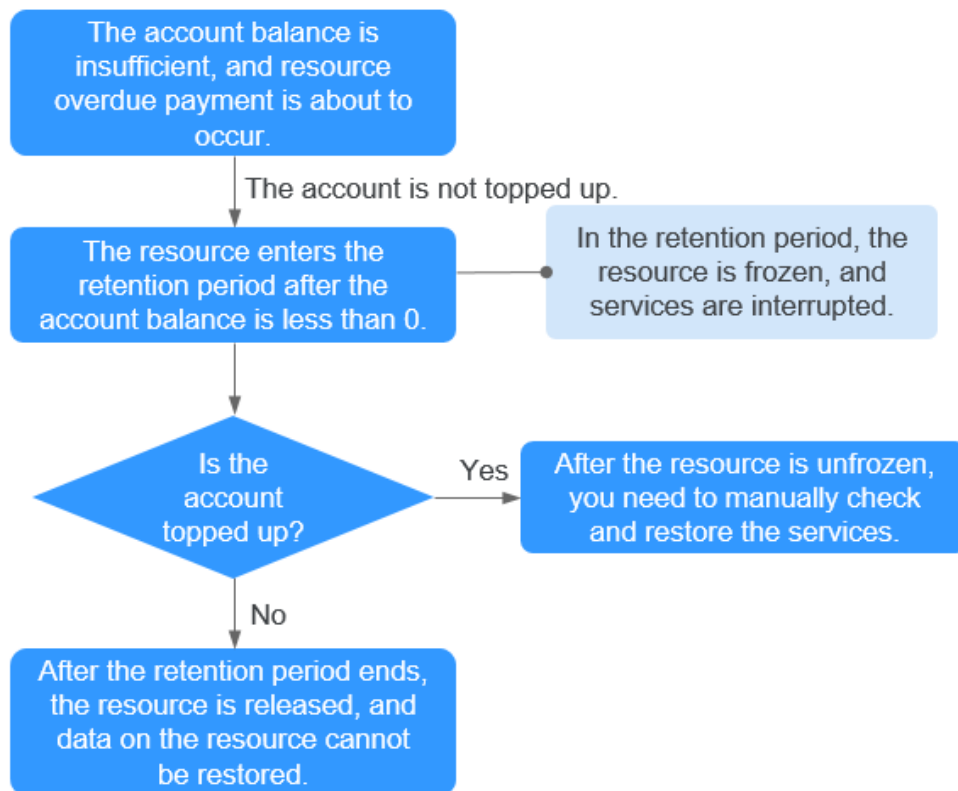 The account balance is
insufficient, and resource
overdue payment is about to
occur.
The account is not topped up.
The resource enters the
retention period after the
account balance is less than 0.
In the retention period, the
resource is frozen, and
services are interrupted.
Is the
account
topped up?
Yes
After the resource is unfrozen,
you need to manually check
and restore the services.
No
After the retention period ends,
the resource is released, and
data on the resource cannot
be restored.